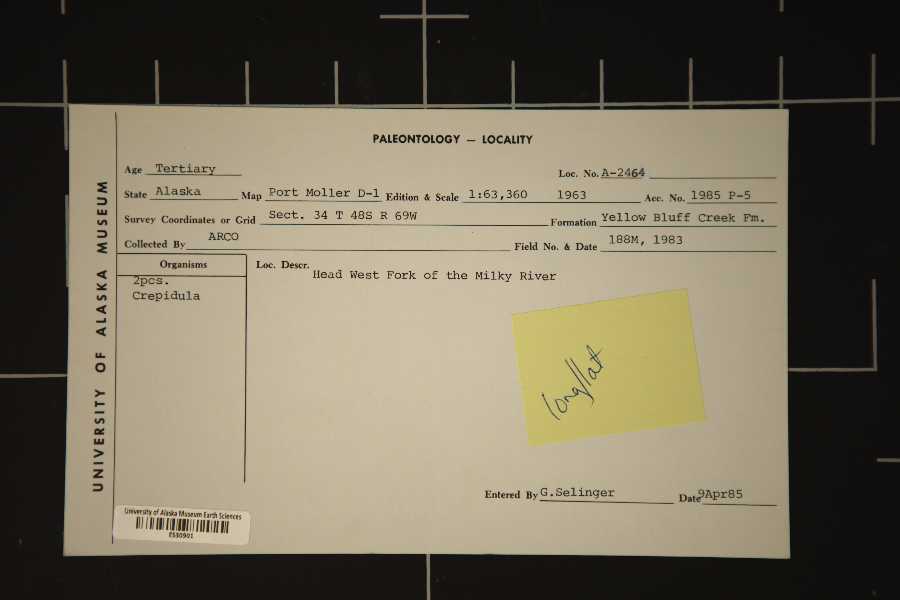 PALEONTOLOGY — LOCALITY
Age Tertiary Loc. No. A-2464
State Alaska Map Port Moller D-1 Edition & Scale 1:63,360 1963 Acc. No. 1985 P-5
Survey Coordinates or Grid Sect. 34 T 48S R 69W Formation Yellow Bluff Creek Fm.
Collected By ARCO Field No. & Date 188M, 1983
Organisms
2pcs.
Crepidula
Loc. Descr. Head West Fork of the Milky River
long/lat
Entered By G.Selinger Date 9Apr85
UNIVERSITY OF ALASKA MUSEUM
University of Alaska Museum Earth Sciences
ES30901